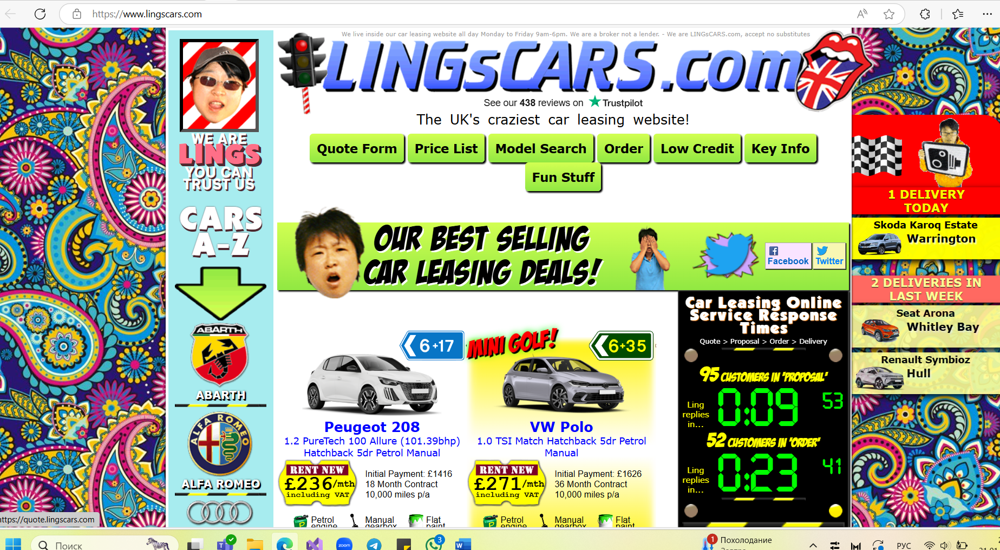 https://www.lingscars.com
We live inside our car leasing website all day Monday to Friday 9am-6pm. We are a broker not a lender. - We are LINGsCARS.com, accept no substitutes
LINGsCARS.com
See our 438 reviews on Trustpilot
The UK's craziest car leasing website!
Quote Form
Price List
Model Search
Order
Low Credit
Key Info
Fun Stuff
WE ARE
LINGS
YOU CAN
TRUST US
CARS
A-Z
ABARTH
ABARTH
ALFA ROMEO
ALFA ROMEO
OUR BEST SELLING
CAR LEASING DEALS!
Facebook
Twitter
6+17
Peugeot 208
1.2 PureTech 100 Allure (101.39bhp)
Hatchback 5dr Petrol Manual
RENT NEW
£236/mth
including VAT
Initial Payment: £1416
18 Month Contract
10,000 miles p/a
Petrol
engine
Manual
gearbox
Flat
paint
MINI GOLF!
6+35
VW Polo
1.0 TSI Match Hatchback 5dr Petrol
Manual
RENT NEW
£271/mth
including VAT
Initial Payment: £1626
36 Month Contract
10,000 miles p/a
Petrol
engine
Manual
gearbox
Flat
paint
Car Leasing Online
Service Response
Times
Quote > Proposal > Order > Delivery
95 CUSTOMERS IN 'PROPOSAL'
Ling
replies
in...
0:09
53
52 CUSTOMERS IN 'ORDER'
Ling
replies
in...
0:23
41
1 DELIVERY
TODAY
Skoda Karoq Estate
Warrington
2 DELIVERIES IN
LAST WEEK
Seat Arona
Whitley Bay
Renault Symbioz
Hull
https://quote.lingscars.com
Поиск
zoom
3
1
Похолодание
Завтра
РУС